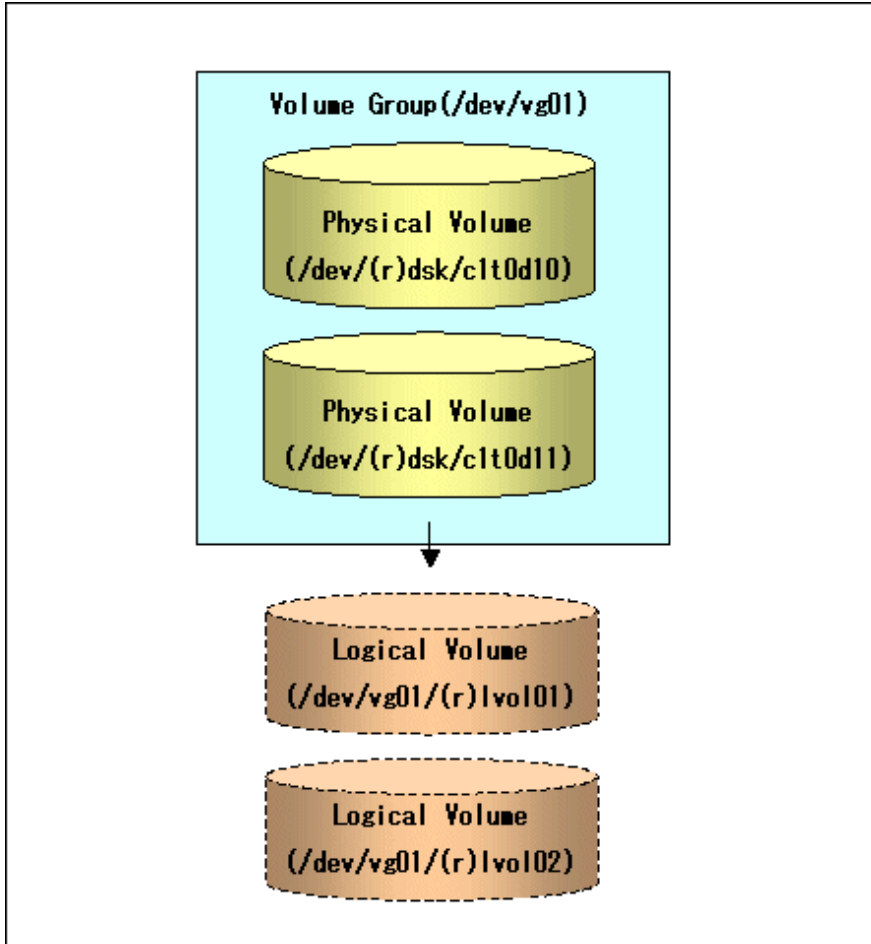 Volume Group(/dev/vg01)
Physical Volume
(/dev/(r)dsk/c1t0d10)
Physical Volume
(/dev/(r)dsk/c1t0d11)
Logical Volume
(/dev/vg01/(r)lvol01)
Logical Volume
(/dev/vg01/(r)lvol02)